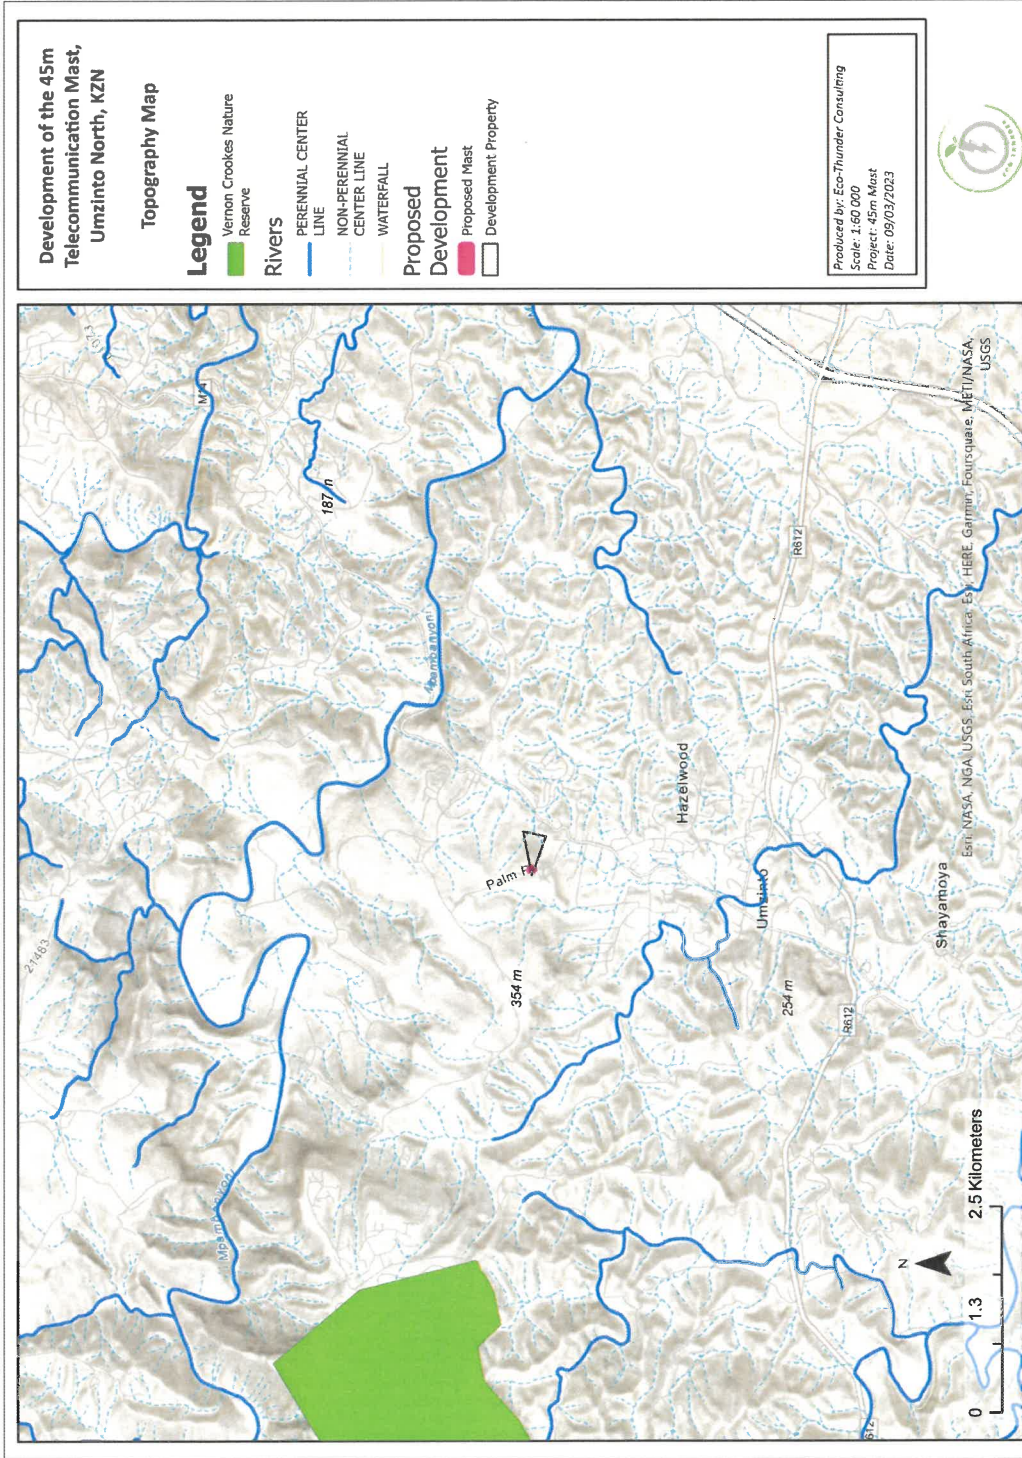 Development of the 45m
Telecommunication Mast,
Umzinto North, KZN
Topography Map
Legend
Vernon Crookes Nature
Reserve
Rivers
PERENNIAL CENTER
LINE
NON-PERENNIAL
CENTER LINE
WATERFALL
Proposed
Development
Proposed Mast
Development Property
Produced by: Eco-Thunder Consulting
Scale: 1:60 000
Project: 45m Mast
Date: 09/03/2023
21483
187
Mpambanyoni
Mpambanyoni
Palm
354 m
Hazelwood
Umzinto
254 m
R612
R612
612
Shayamoya
Esri, NASA, NGA, USGS, Esri South Africa, Esri, HERE, Garmin, Foursquare, METI/NASA,
USGS
N
0 1.3 2.5 Kilometers